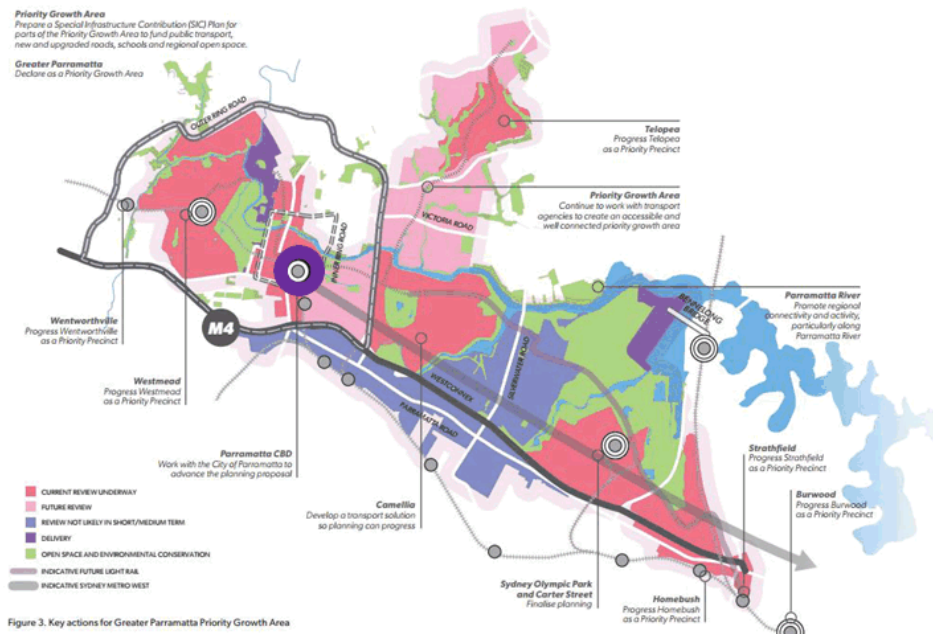 Priority Growth Area
Prepare a Special Infrastructure Contribution (SIC) Plan for
parts of the Priority Growth Area to fund public transport,
new and upgraded roads, schools and regional open space.
Greater Parramatta
Declare as a Priority Growth Area
OUTER RING ROAD
Telopea
Progress Telopea
as a Priority Precinct
Priority Growth Area
Continue to work with transport
agencies to create an accessible and
well connected priority growth area
VICTORIA ROAD
INNER RING ROAD
Parramatta River
Promote regional
connectivity and activity,
particularly along
Parramatta River
BENNELONG
BRIDGE
Wentworthville
Progress Wentworthville
as a Priority Precinct
M4
SILVERWATER ROAD
WESTCONNEX
PARRAMATTA ROAD
Westmead
Progress Westmead
as a Priority Precinct
Parramatta CBD
Work with the City of Parramatta to
advance the planning proposal
Strathfield
Progress Strathfield
as a Priority Precinct
Burwood
Progress Burwood
as a Priority Precinct
Camellia
Develop a transport solution
so planning can progress
CURRENT REVIEW UNDERWAY
FUTURE REVIEW
REVIEW NOT LIKELY IN SHORT/MEDIUM TERM
DELIVERY
OPEN SPACE AND ENVIRONMENTAL CONSERVATION
INDICATIVE FUTURE LIGHT RAIL
INDICATIVE SYDNEY METRO WEST
Sydney Olympic Park
and Carter Street
Finalise planning
Homebush
Progress Homebush
as a Priority Precinct
Figure 3. Key actions for Greater Parramatta Priority Growth Area